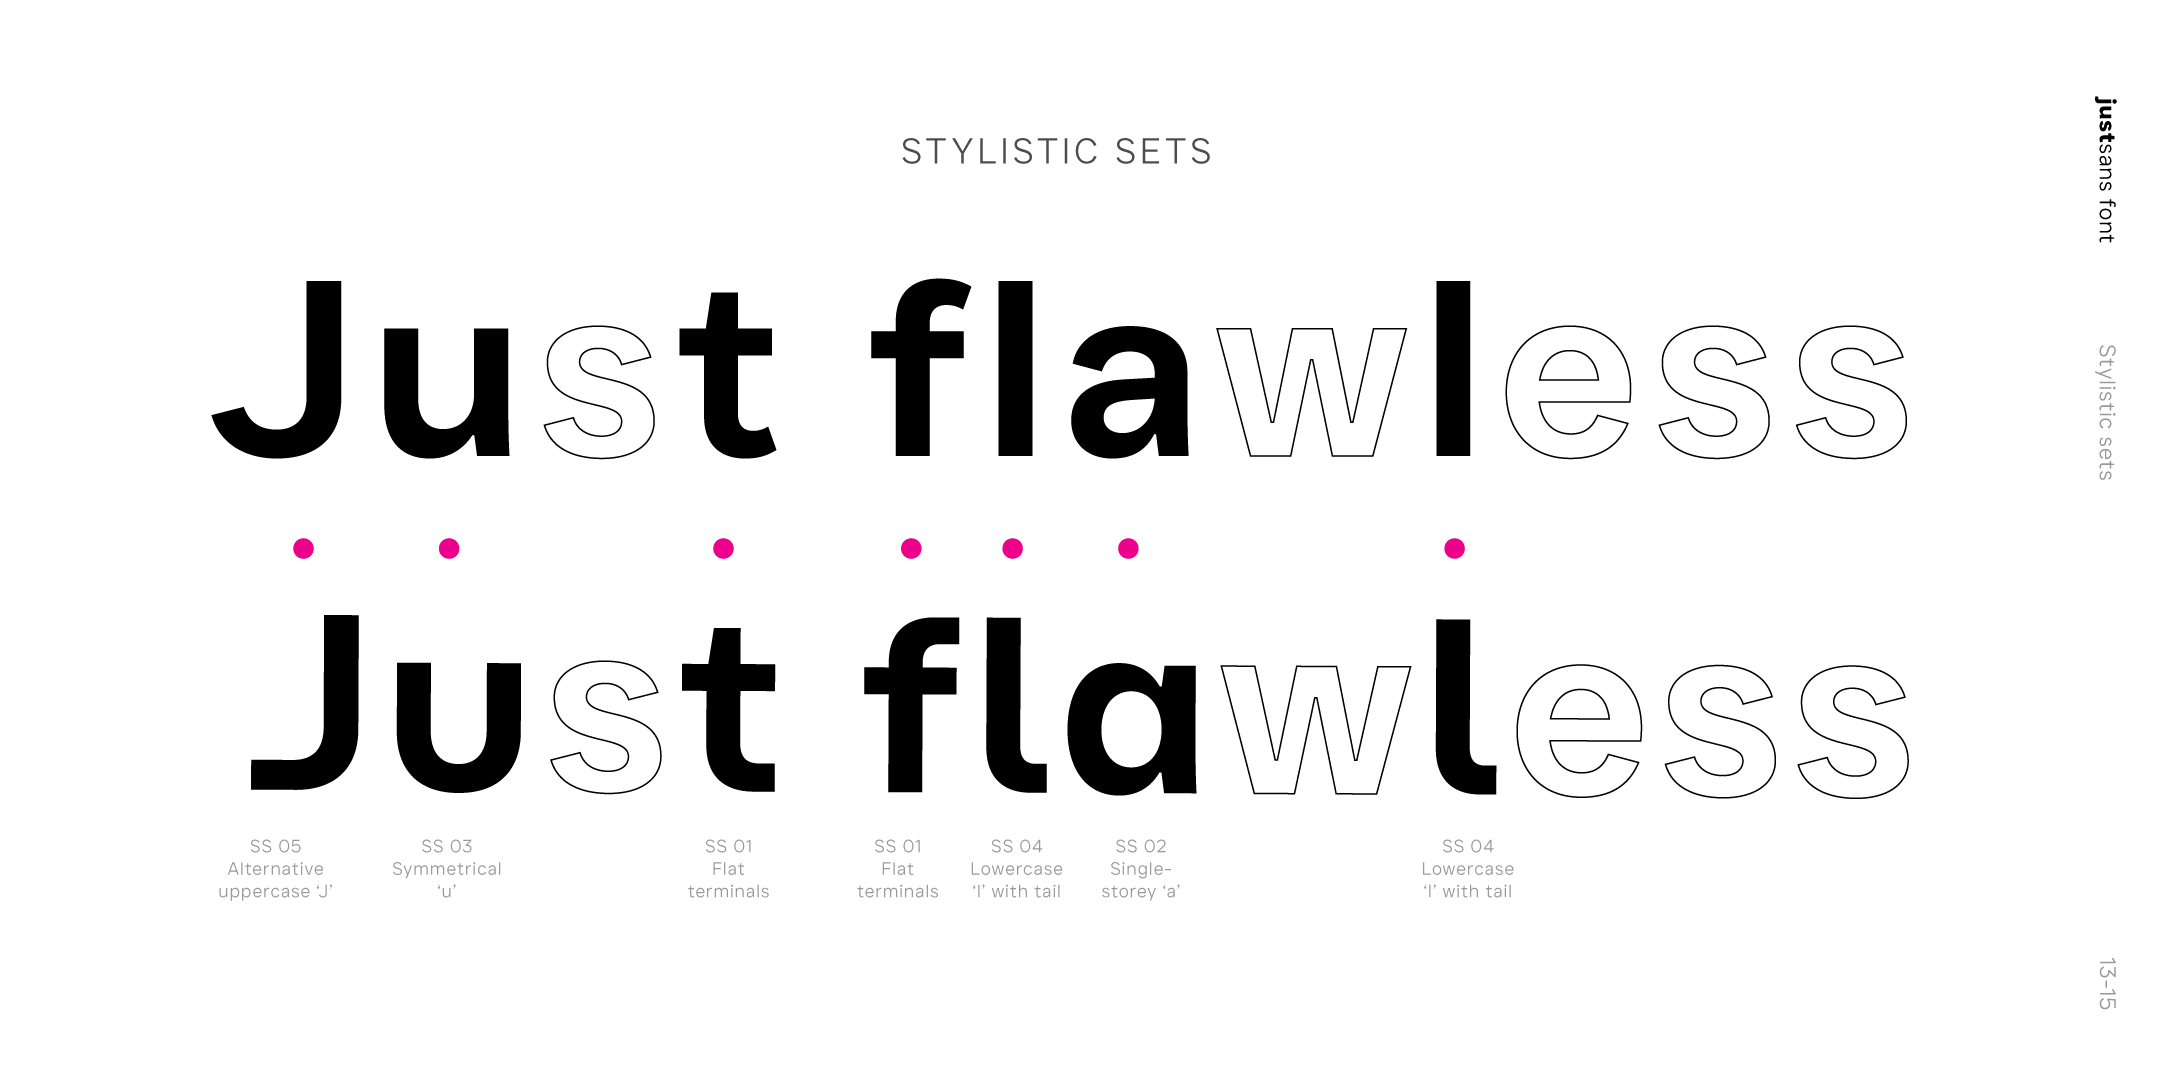 STYLISTIC SETS
Just flawless
Just flawless
SS 05
Alternative
uppercase ‘J’
SS 03
Symmetrical
‘u’
SS 01
Flat
terminals
SS 01
Flat
terminals
SS 04
Lowercase
‘l’ with tail
SS 02
Single-
storey ‘a’
SS 04
Lowercase
‘l’ with tail
justsans font
Stylistic sets
13-15